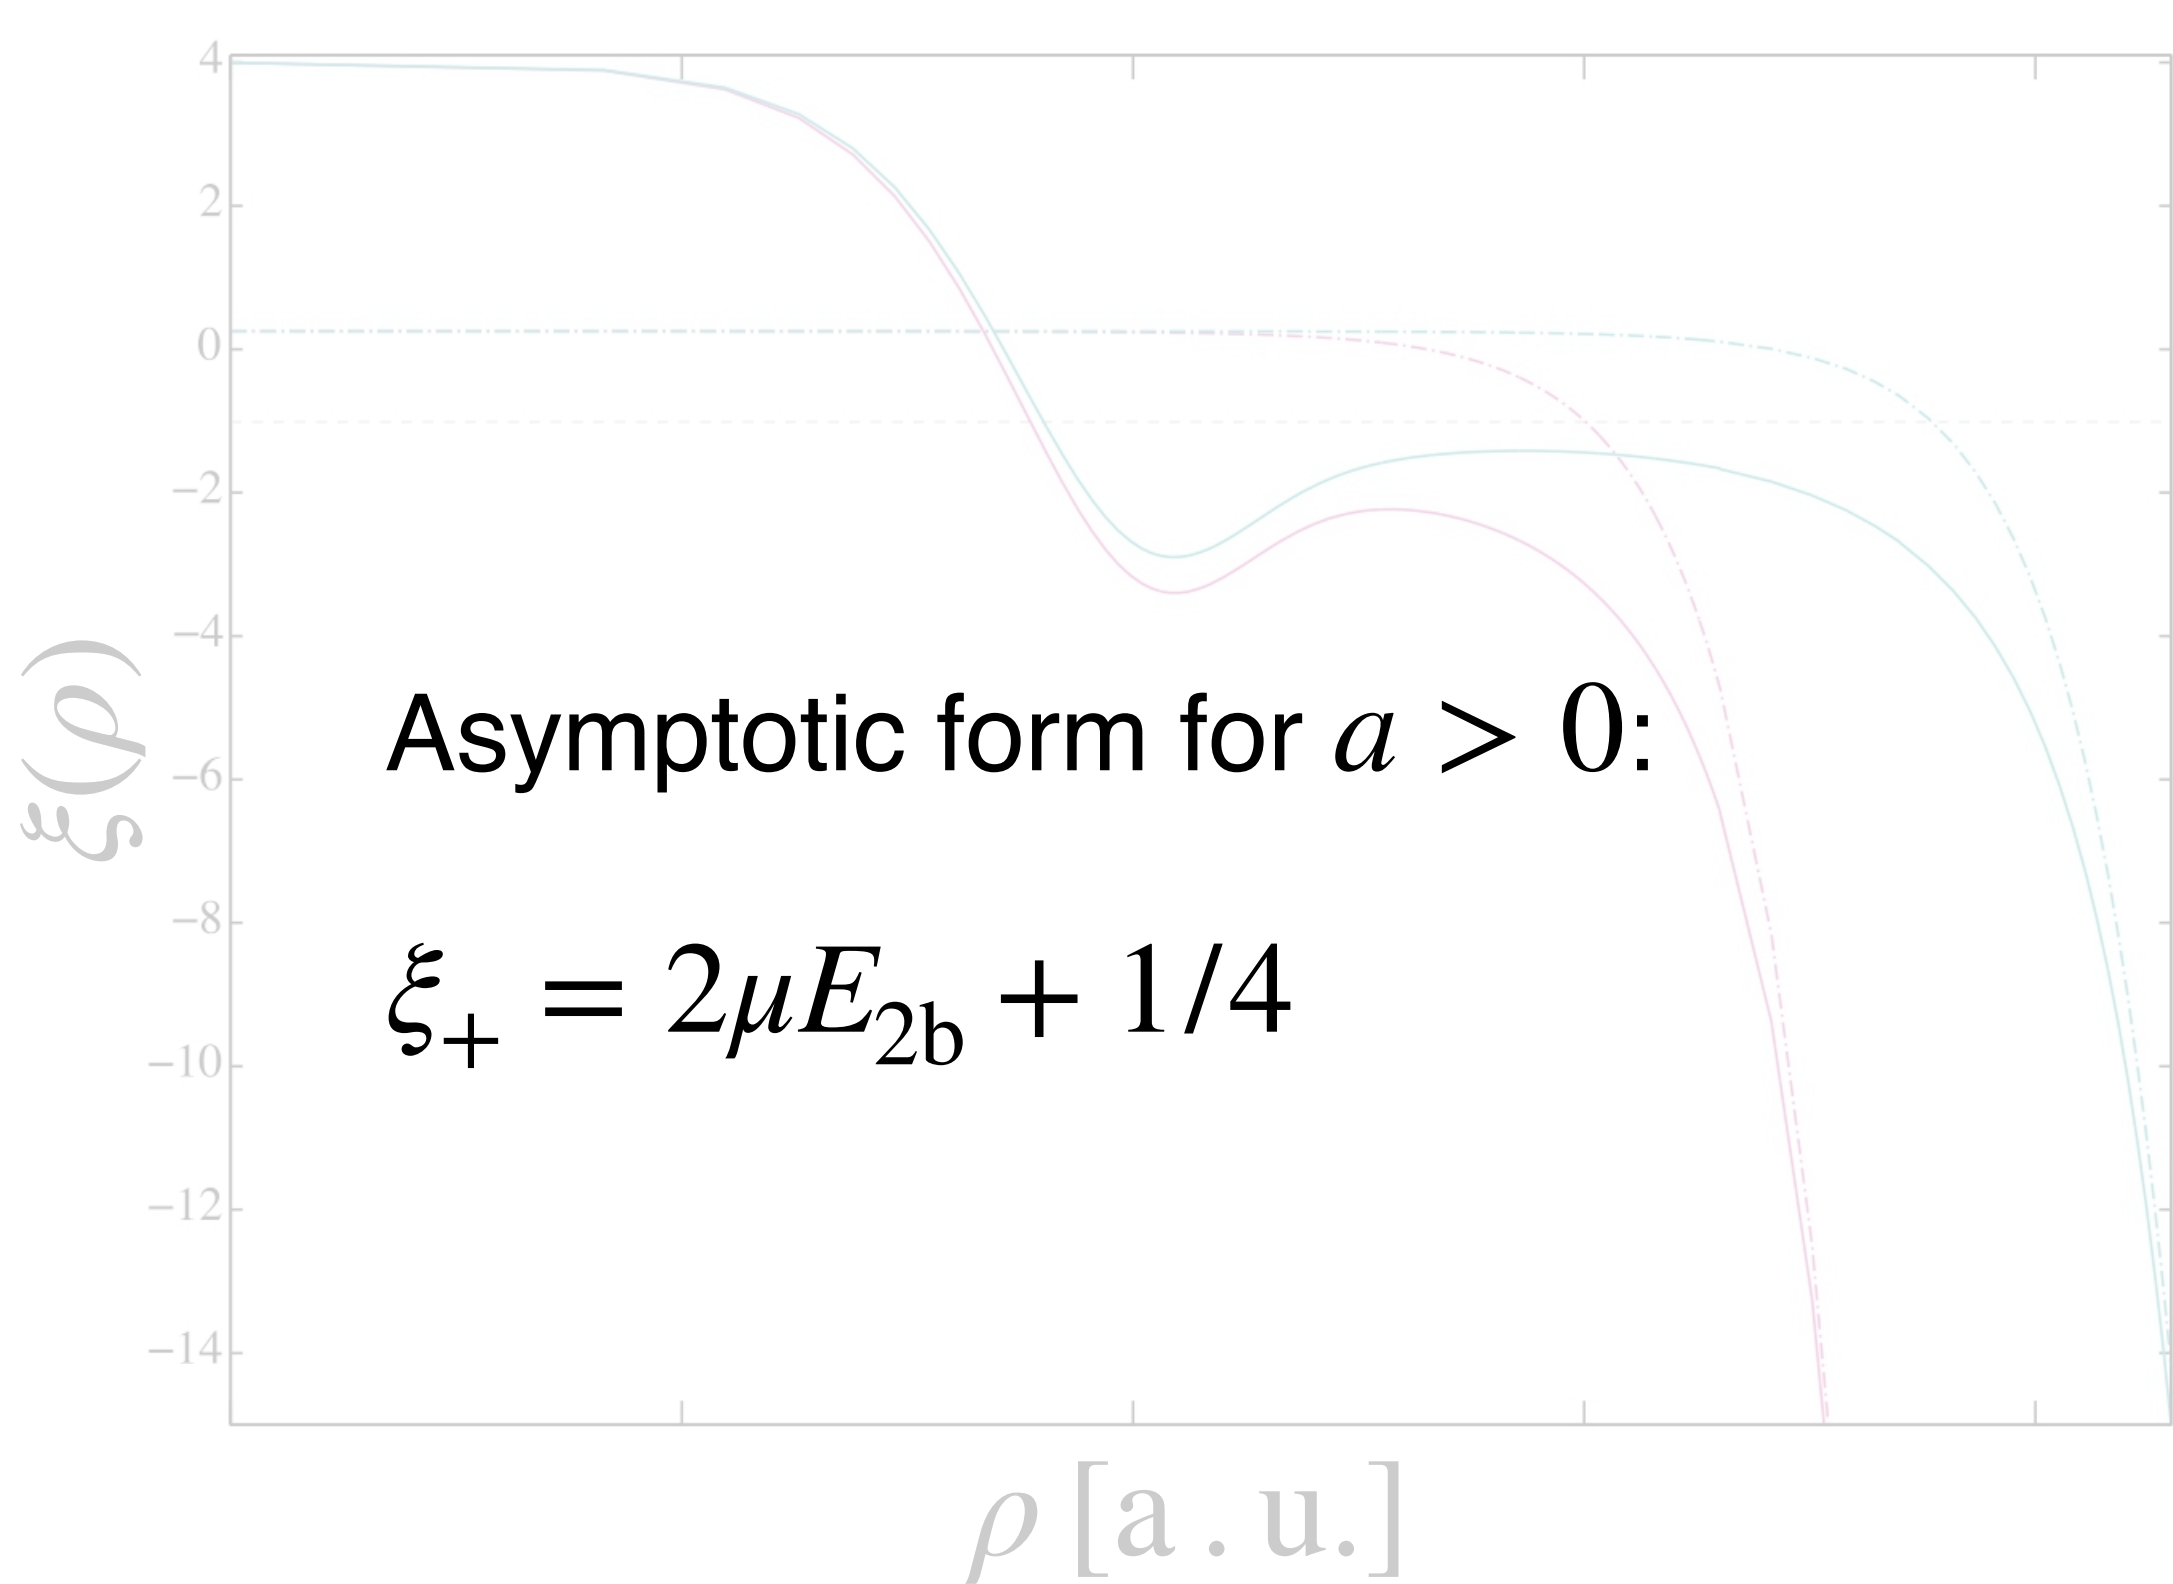 4
2
0
−2
−4
−6
−8
−10
−12
−14
ξ(ρ)
Asymptotic form for a > 0:
ξ₊ = 2μE₂b + 1/4
ρ [a . u.]